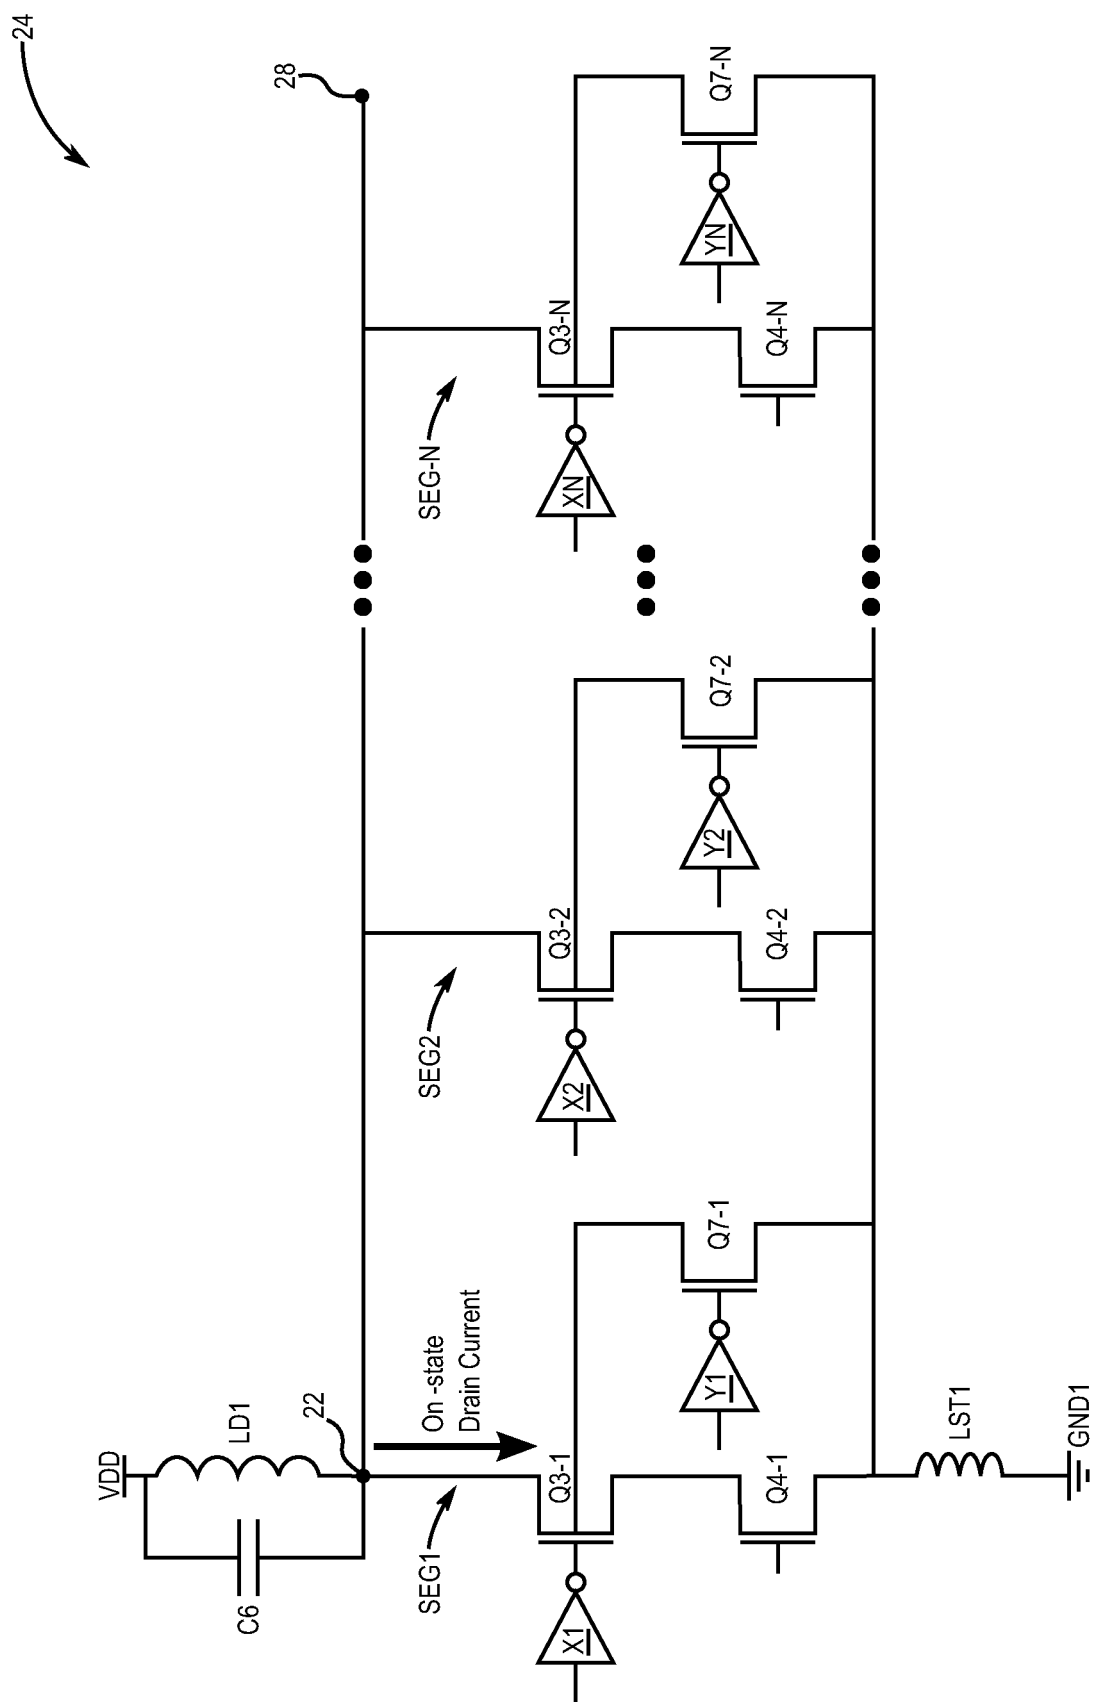 24
VDD
LD1
C6
22
28
On -state
Drain Current
SEG1
SEG2
SEG-N
Q3-1
Q3-2
Q3-N
X1
X2
XN
Y1
Y2
YN
Q7-1
Q7-2
Q7-N
Q4-1
Q4-2
Q4-N
LST1
GND1